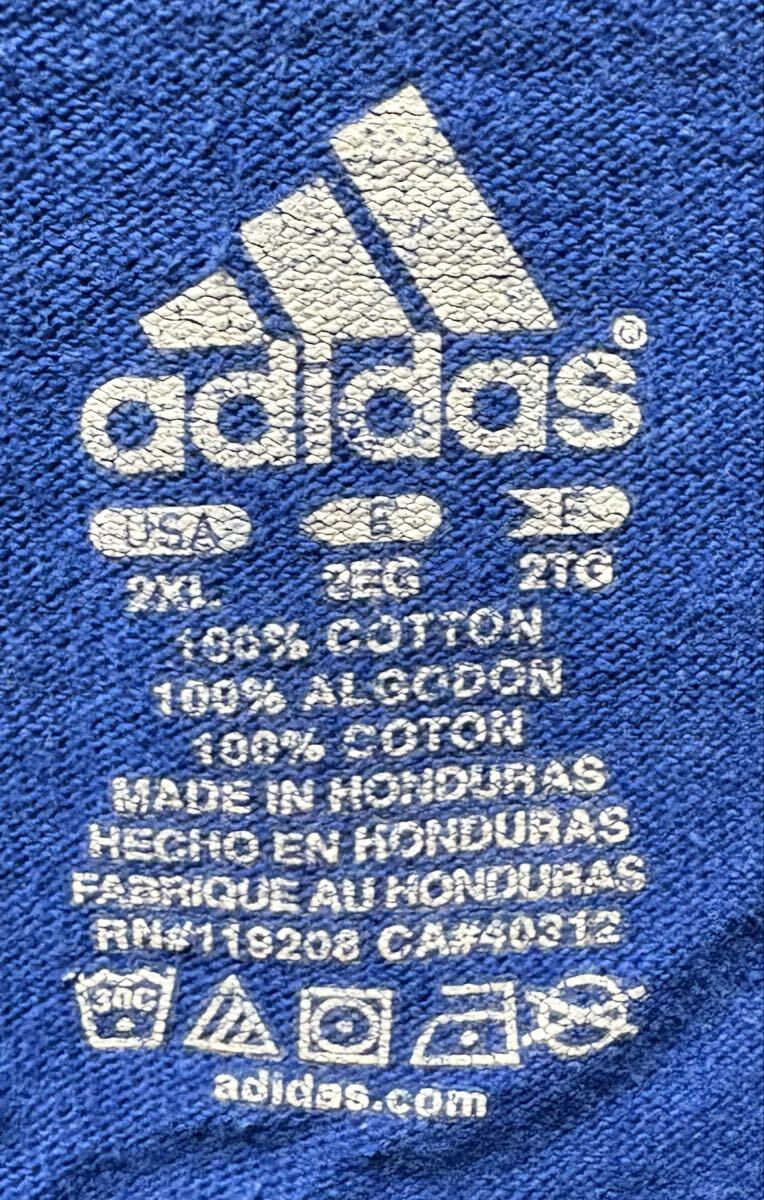 adidas®
USA E F
2XL 2EG 2TG
100% COTTON
100% ALGODON
100% COTON
MADE IN HONDURAS
HECHO EN HONDURAS
FABRIQUE AU HONDURAS
RN#119208 CA#40312
30C
adidas.com